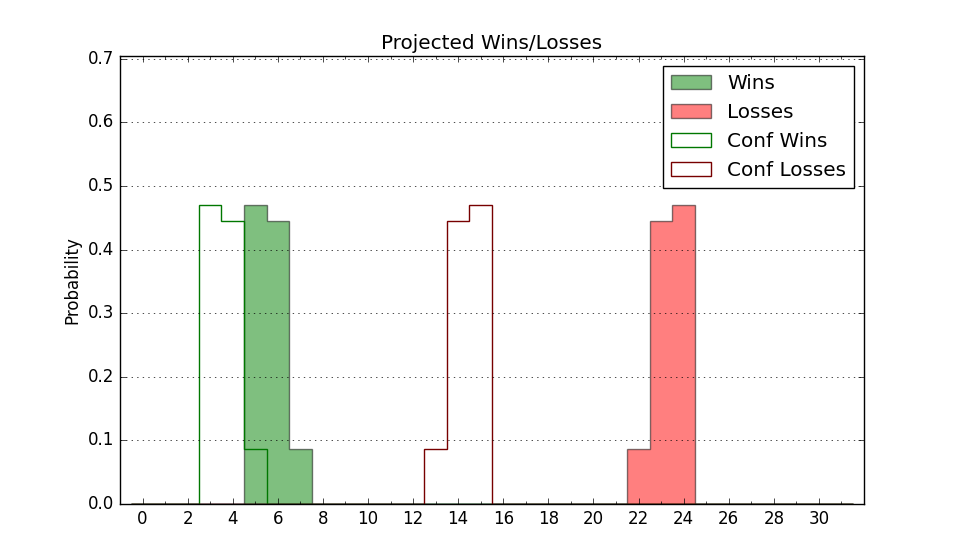 Projected Wins/Losses
0.7
0.6
0.5
0.4
0.3
0.2
0.1
0.0
Probability
Wins
Losses
Conf Wins
Conf Losses
0 2 4 6 8 10 12 14 16 18 20 22 24 26 28 30